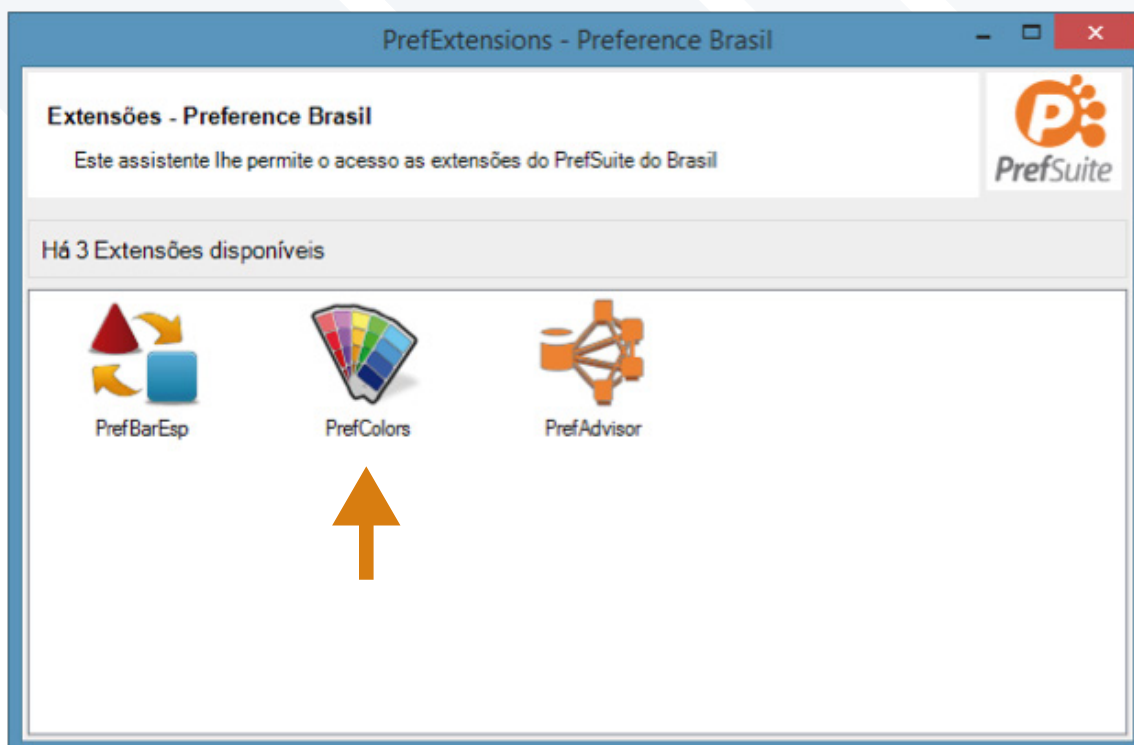 PrefExtensions - Preference Brasil
Extensões - Preference Brasil
Este assistente lhe permite o acesso as extensões do PrefSuite do Brasil
PrefSuite
Há 3 Extensões disponíveis
PrefBarEsp
PrefColors
PrefAdvisor